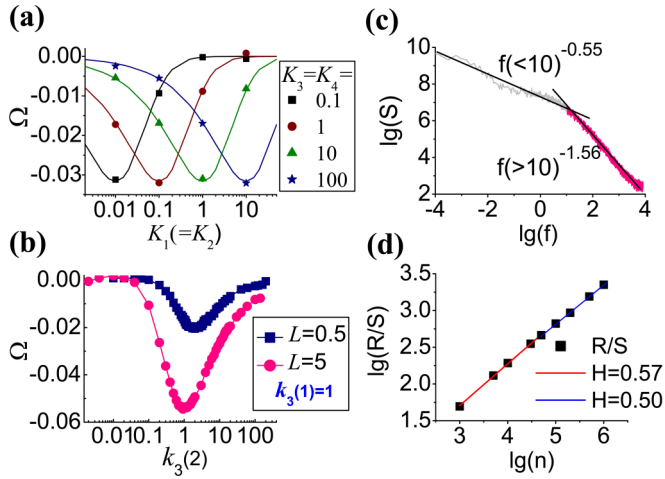 (a)
0.00
-0.01
-0.02
-0.03
Ω
0.01 0.1 1 10
K1(=K2)
K3=K4=
0.1
1
10
100
(b)
0.00
-0.02
-0.04
-0.06
Ω
0.01 0.1 1 10 100
k3(2)
L=0.5
L=5
k3(1)=1
(c)
10
8
6
4
2
lg(S)
-4 -2 0 2 4
lg(f)
f(<10)-0.55
f(>10)-1.56
(d)
3.5
3.0
2.5
2.0
1.5
lg(R/S)
3 4 5 6
lg(n)
R/S
H=0.57
H=0.50